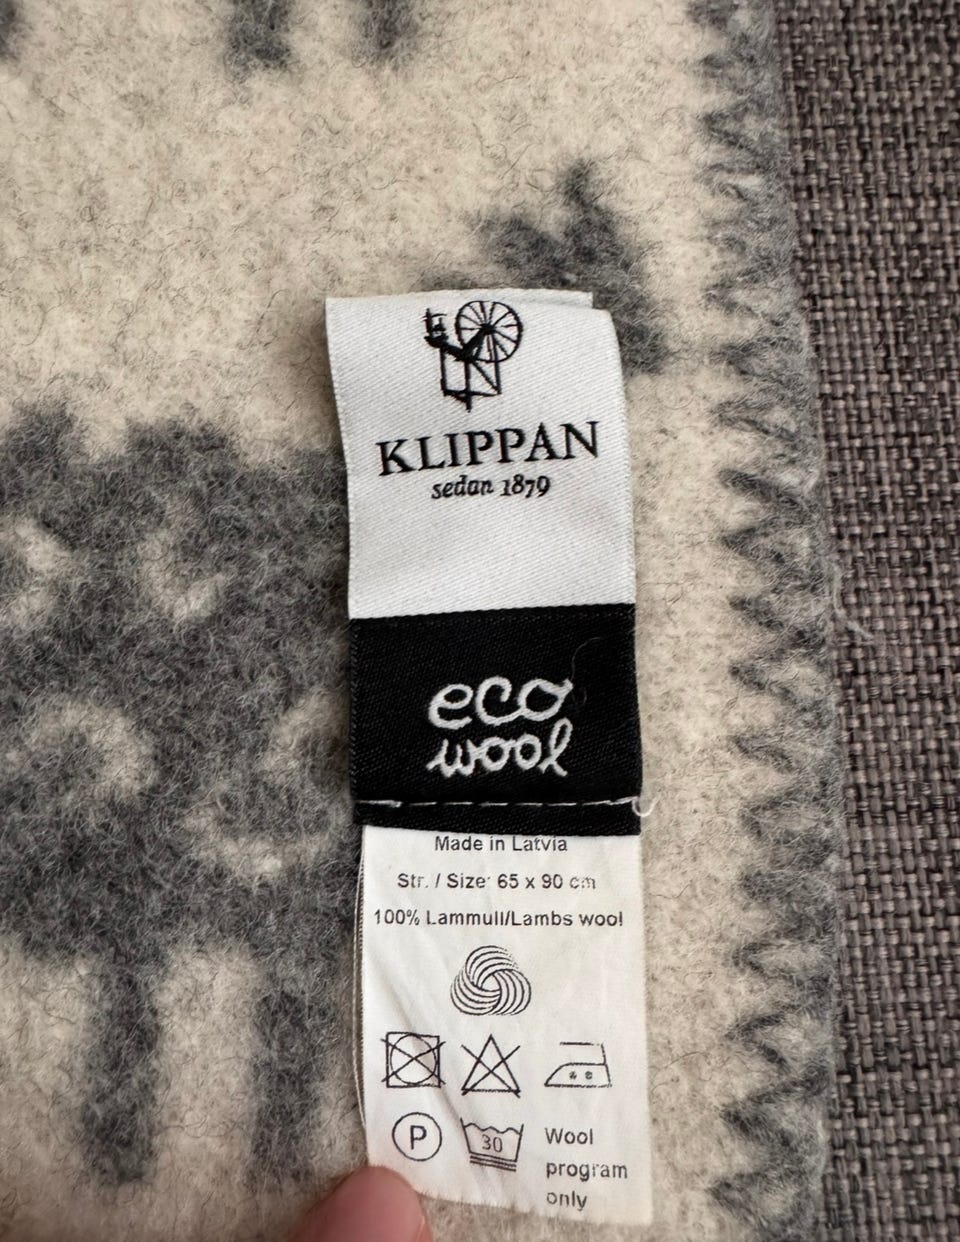 KLIPPAN
sedan 1879
eco
wool
Made in Latvia
Str. / Size: 65 x 90 cm
100% Lammull/Lambs wool
P
30
Wool
program
only